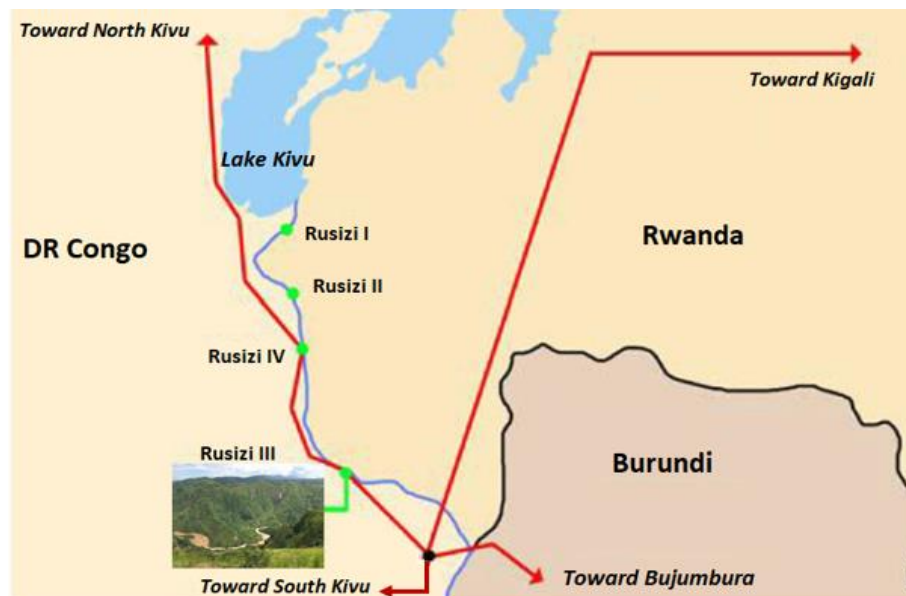 Toward North Kivu
Toward Kigali
Lake Kivu
Rusizi I
DR Congo
Rwanda
Rusizi II
Rusizi IV
Rusizi III
Burundi
Toward South Kivu
Toward Bujumbura